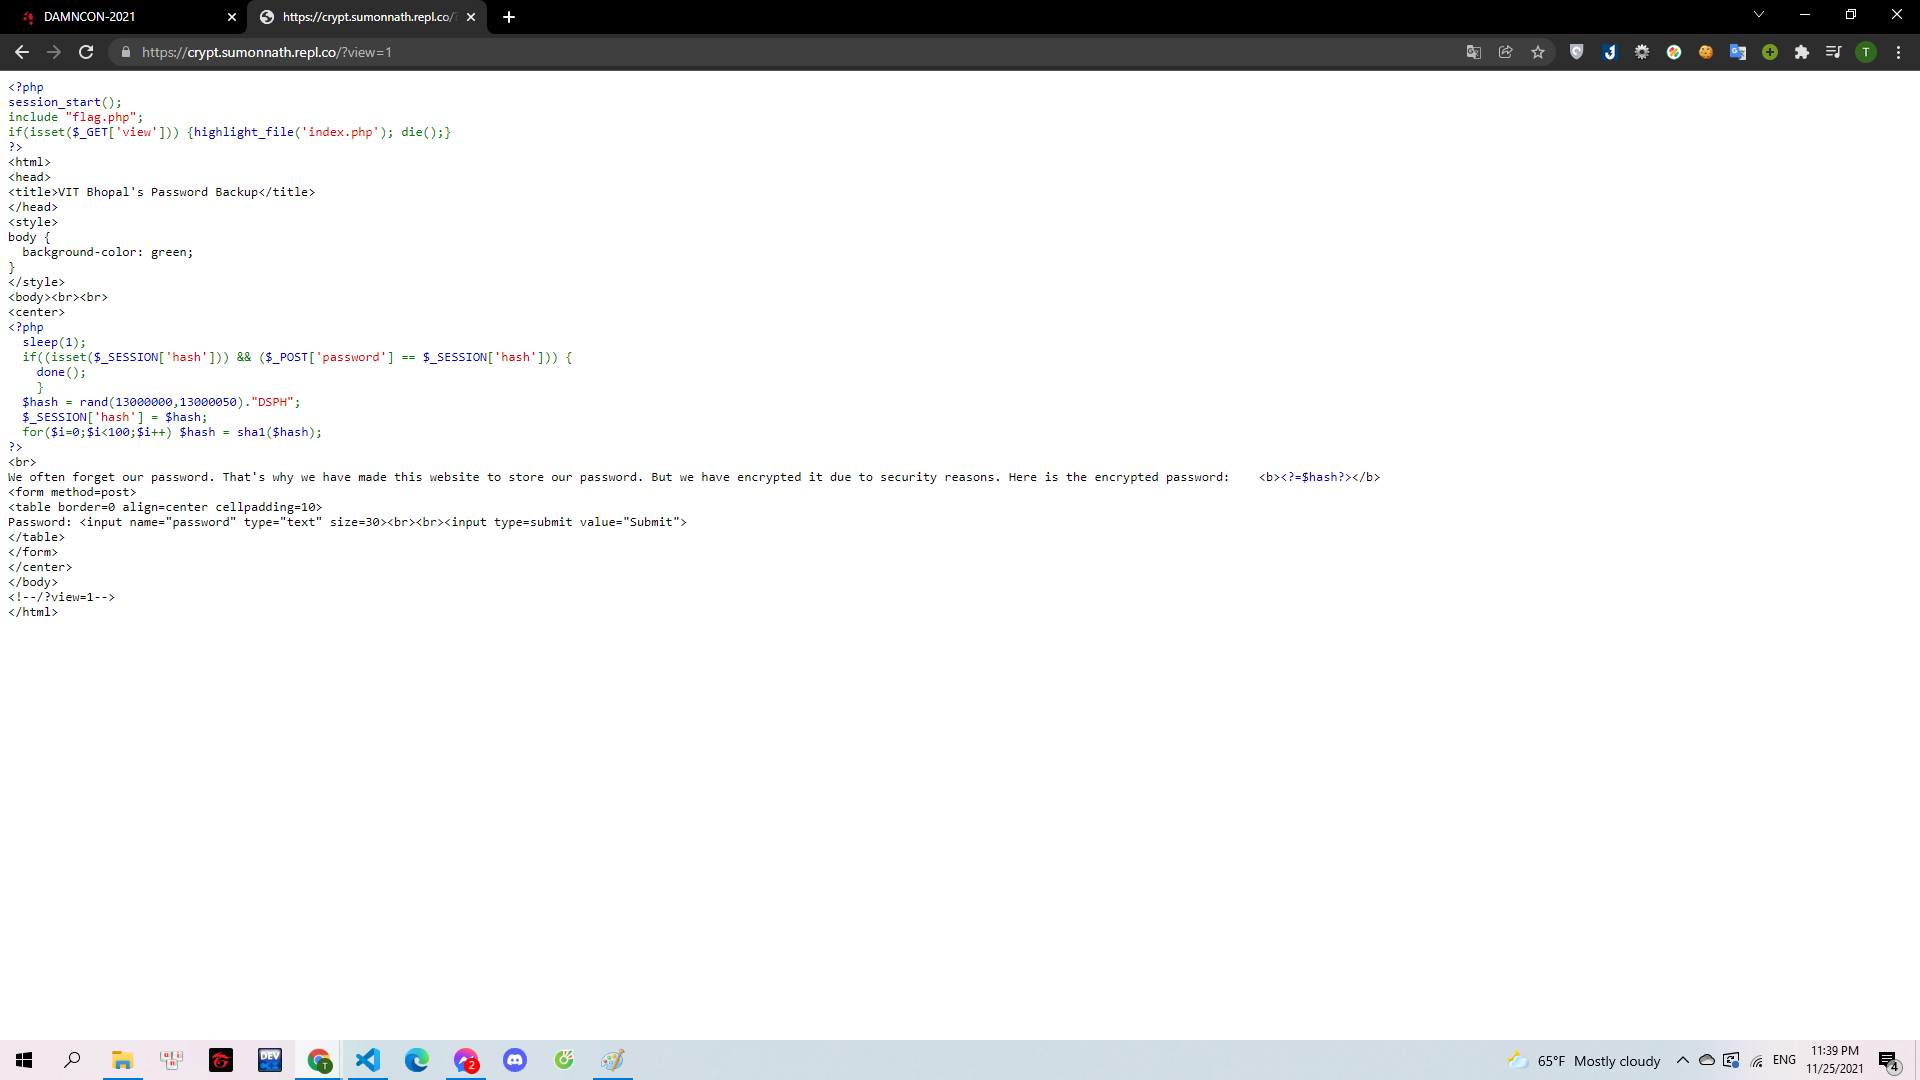 DAMNCON-2021
https://crypt.sumonnath.repl.co/?
https://crypt.sumonnath.repl.co/?view=1
T
<?php
session_start();
include "flag.php";
if(isset($_GET['view'])) {highlight_file('index.php'); die();}
?>
<html>
<head>
<title>VIT Bhopal's Password Backup</title>
</head>
<style>
body {
  background-color: green;
}
</style>
<body><br><br>
<center>
<?php
  sleep(1);
  if((isset($_SESSION['hash'])) && ($_POST['password'] == $_SESSION['hash'])) {
    done();
    }
  $hash = rand(13000000,13000050)."DSPH";
  $_SESSION['hash'] = $hash;
  for($i=0;$i<100;$i++) $hash = sha1($hash);
?>
<br>
We often forget our password. That's why we have made this website to store our password. But we have encrypted it due to security reasons. Here is the encrypted password:    <b><?=$hash?></b>
<form method=post>
<table border=0 align=center cellpadding=10>
Password: <input name="password" type="text" size=30><br><br><input type=submit value="Submit">
</table>
</form>
</center>
</body>
<!--/?view=1-->
</html>
DEV
T
2
65°F Mostly cloudy
ENG
11:39 PM
11/25/2021
4